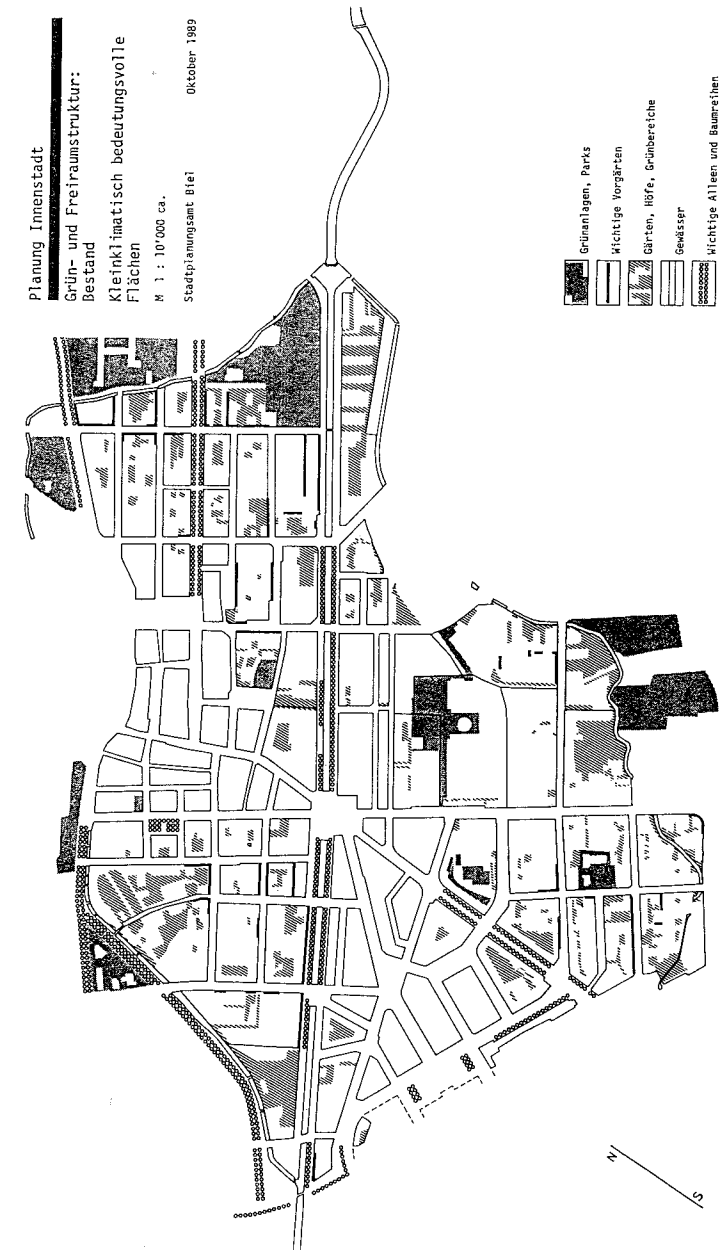 Planung Innenstadt
Grün- und Freiraumstruktur:
Bestand
Kleinklimatisch bedeutungsvolle
Flächen
M 1 : 10'000 ca.
Stadtplanungsamt Biel
Oktober 1989
Grünanlagen, Parks
Wichtige Vorgärten
Gärten, Höfe, Grünbereiche
Gewässer
Wichtige Alleen und Baumreihen
N
S